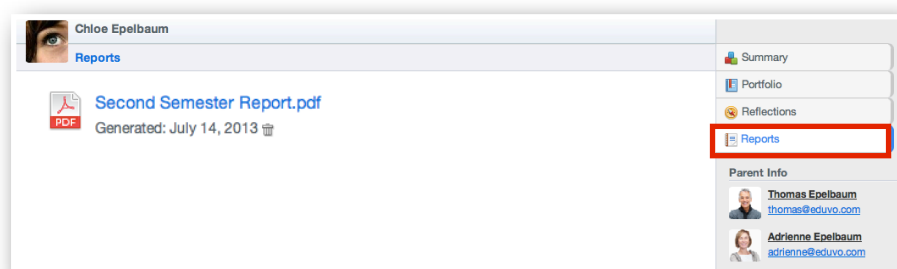 Chloe Epelbaum
Reports
PDF
Second Semester Report.pdf
Generated: July 14, 2013
Summary
Portfolio
Reflections
Reports
Parent Info
Thomas Epelbaum
thomas@eduvo.com
Adrienne Epelbaum
adrienne@eduvo.com